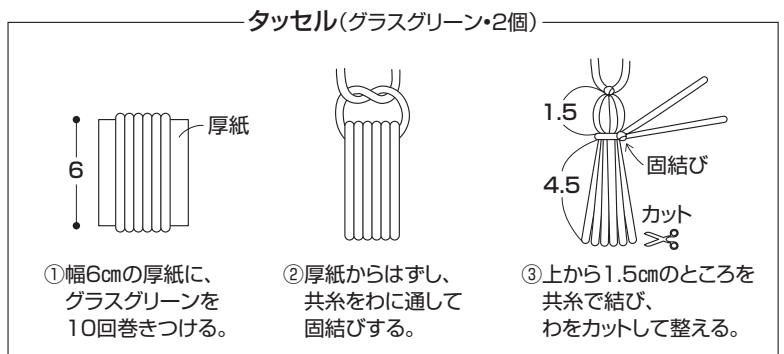 タッセル(グラスグリーン•2個)
厚紙
6
1.5
4.5
固結び
カット
①幅6㎝の厚紙に、
グラスグリーンを
10回巻きつける。
②厚紙からはずし、
共糸をわに通して
固結びする。
③上から1.5㎝のところを
共糸で結び、
わをカットして整える。